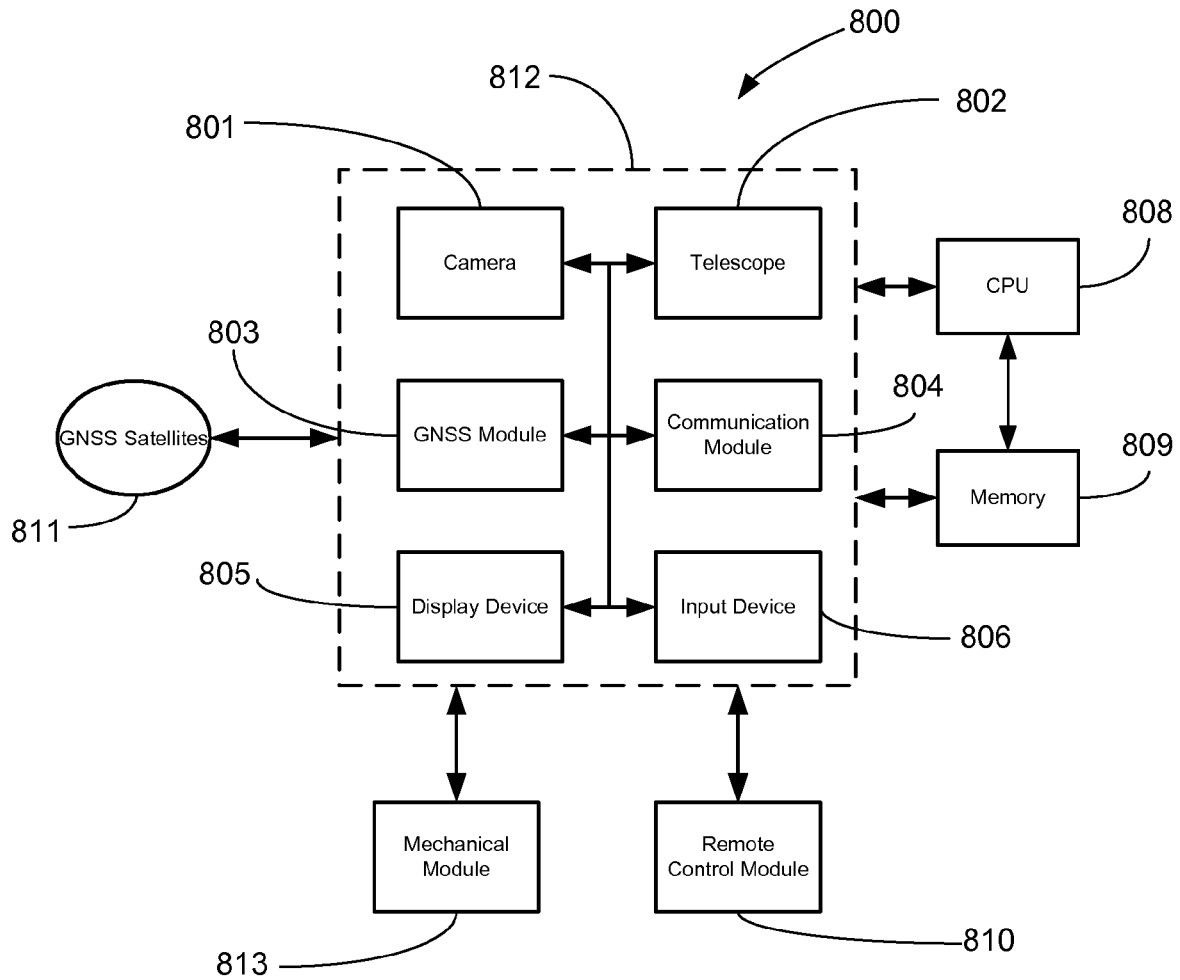 800
812
802
801
808
Camera
Telescope
CPU
803
804
GNSS Satellites
GNSS Module
Communication
Module
809
Memory
811
805
Display Device
Input Device
806
Mechanical
Module
Remote
Control Module
813
810